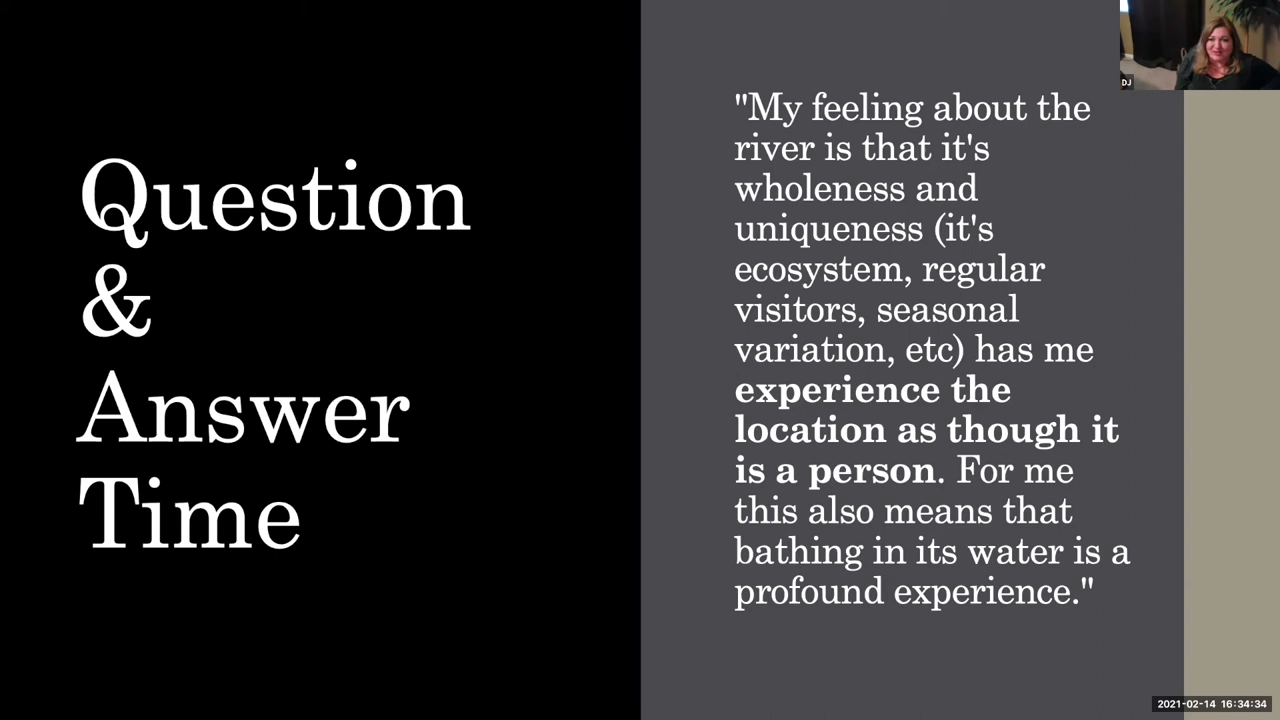 Question
&
Answer
Time
"My feeling about the
river is that it's
wholeness and
uniqueness (it's
ecosystem, regular
visitors, seasonal
variation, etc) has me
experience the
location as though it
is a person. For me
this also means that
bathing in its water is a
profound experience."
DJ
2021-02-14 16:34:34